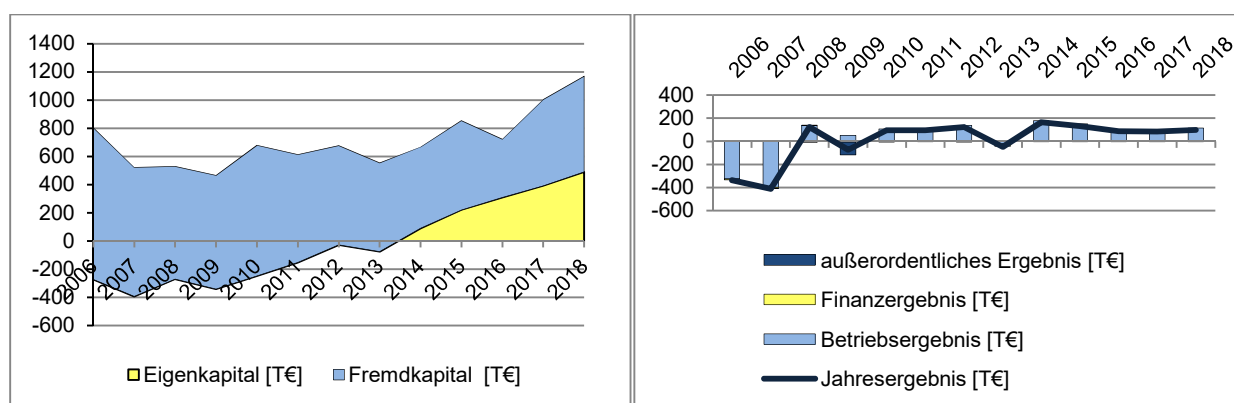 1400
1200
1000
800
600
400
200
0
-200
-400
-600
2006 2007 2008 2009 2010 2011 2012 2013 2014 2015 2016 2017 2018
Eigenkapital [T€] Fremdkapital [T€]
2006 2007 2008 2009 2010 2011 2012 2013 2014 2015 2016 2017 2018
400
200
0
-200
-400
-600
außerordentliches Ergebnis [T€]
Finanzergebnis [T€]
Betriebsergebnis [T€]
Jahresergebnis [T€]